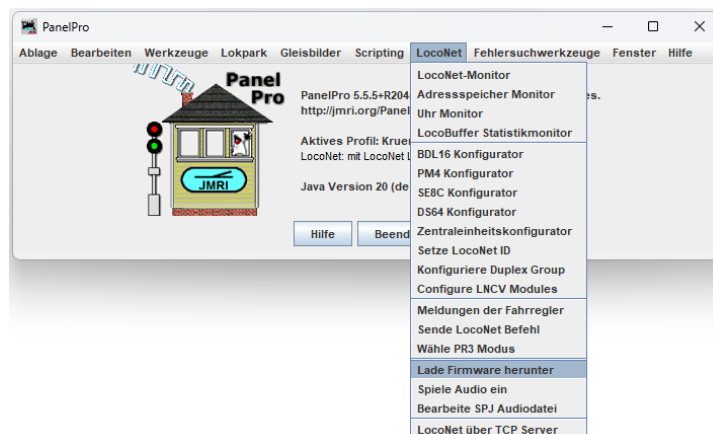 PanelPro
Ablage Bearbeiten Werkzeuge Lokpark Gleisbilder Scripting LocoNet Fehlersuchwerkzeuge Fenster Hilfe
Panel
Pro
JMRI
PanelPro 5.5.5+R204
http://jmri.org/Panel
Aktives Profil: Kruer
LocoNet: mit LocoNet L
Java Version 20 (de
Hilfe Beend
LocoNet-Monitor
Adressspeicher Monitor
Uhr Monitor
LocoBuffer Statistikmonitor
BDL16 Konfigurator
PM4 Konfigurator
SE8C Konfigurator
DS64 Konfigurator
Zentraleinheitskonfigurator
Setze LocoNet ID
Konfiguriere Duplex Group
Configure LNCV Modules
Meldungen der Fahrregler
Sende LocoNet Befehl
Wähle PR3 Modus
Lade Firmware herunter
Spiele Audio ein
Bearbeite SPJ Audiodatei
LocoNet über TCP Server